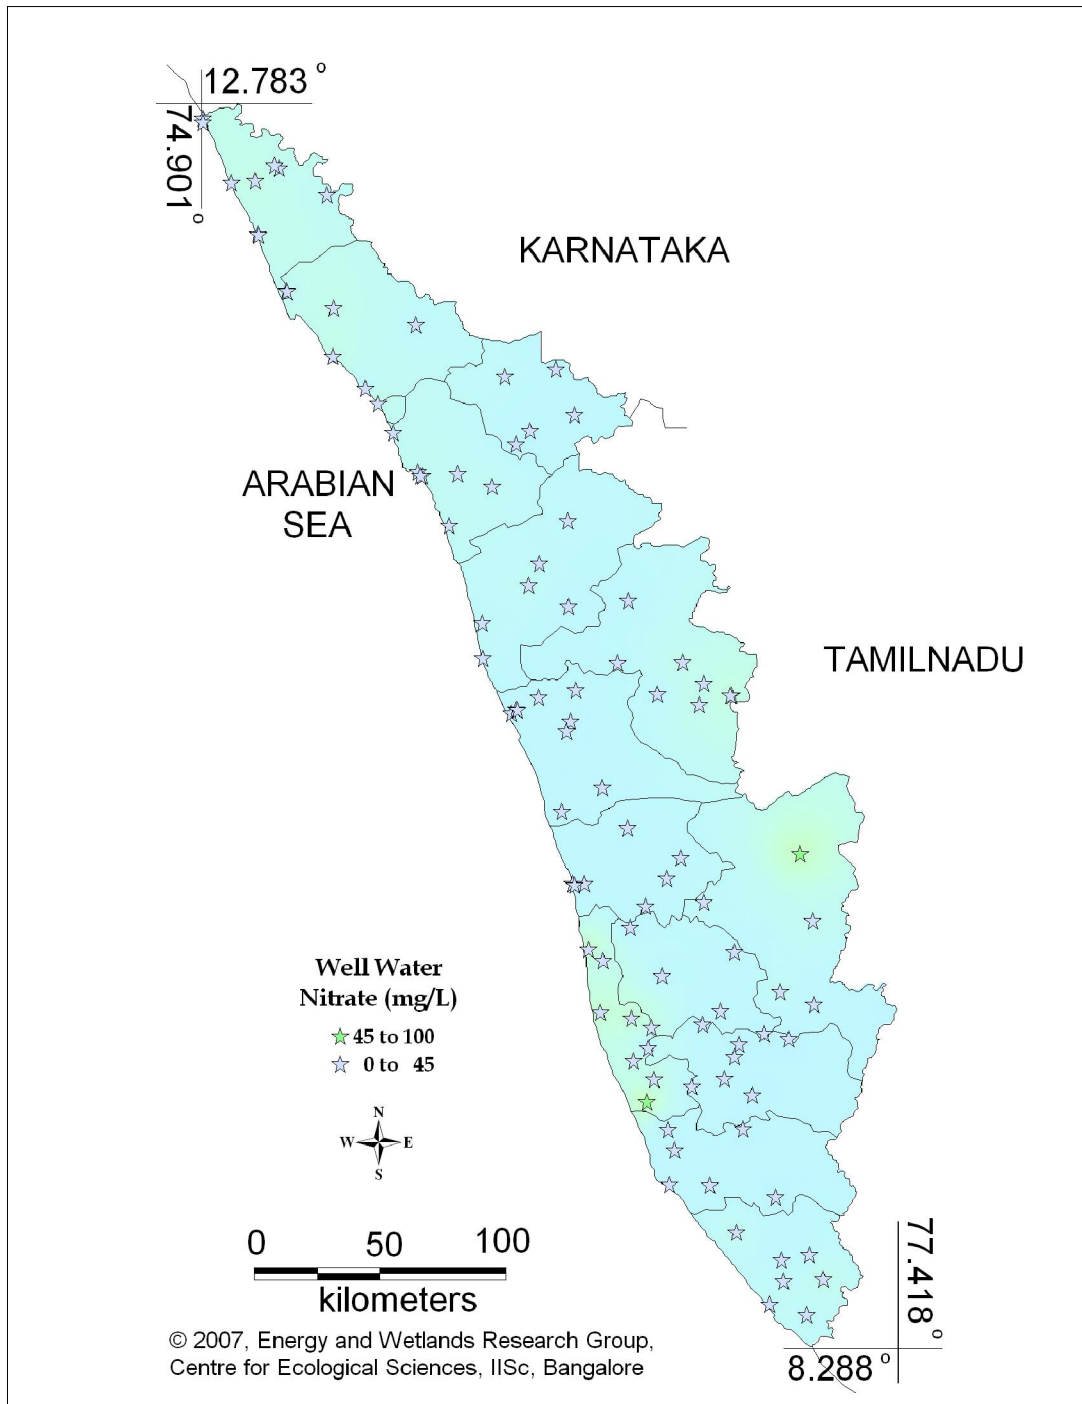 12.783 °
74.901 °
KARNATAKA
ARABIAN
SEA
TAMILNADU
Well Water
Nitrate (mg/L)
45 to 100
0 to 45
N
W E
S
0 50 100
kilometers
77.418 °
8.288 °
© 2007, Energy and Wetlands Research Group,
Centre for Ecological Sciences, IISc, Bangalore